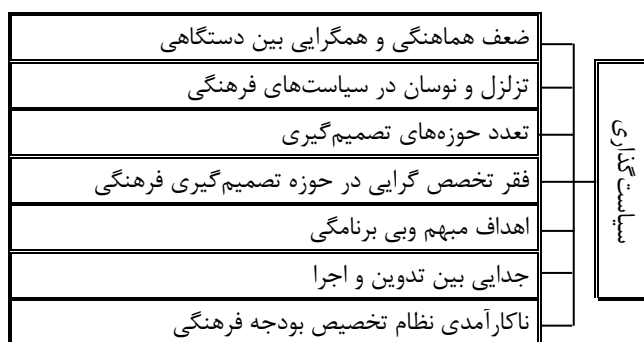 سیاست‌گذاری
ضعف هماهنگی و همگرایی بین دستگاهی
تزلزل و نوسان در سیاست‌های فرهنگی
تعدد حوزه‌های تصمیم‌گیری
فقر تخصص گرایی در حوزه تصمیم‌گیری فرهنگی
اهداف مبهم وبی برنامگی
جدایی بین تدوین و اجرا
ناکارآمدی نظام تخصیص بودجه فرهنگی